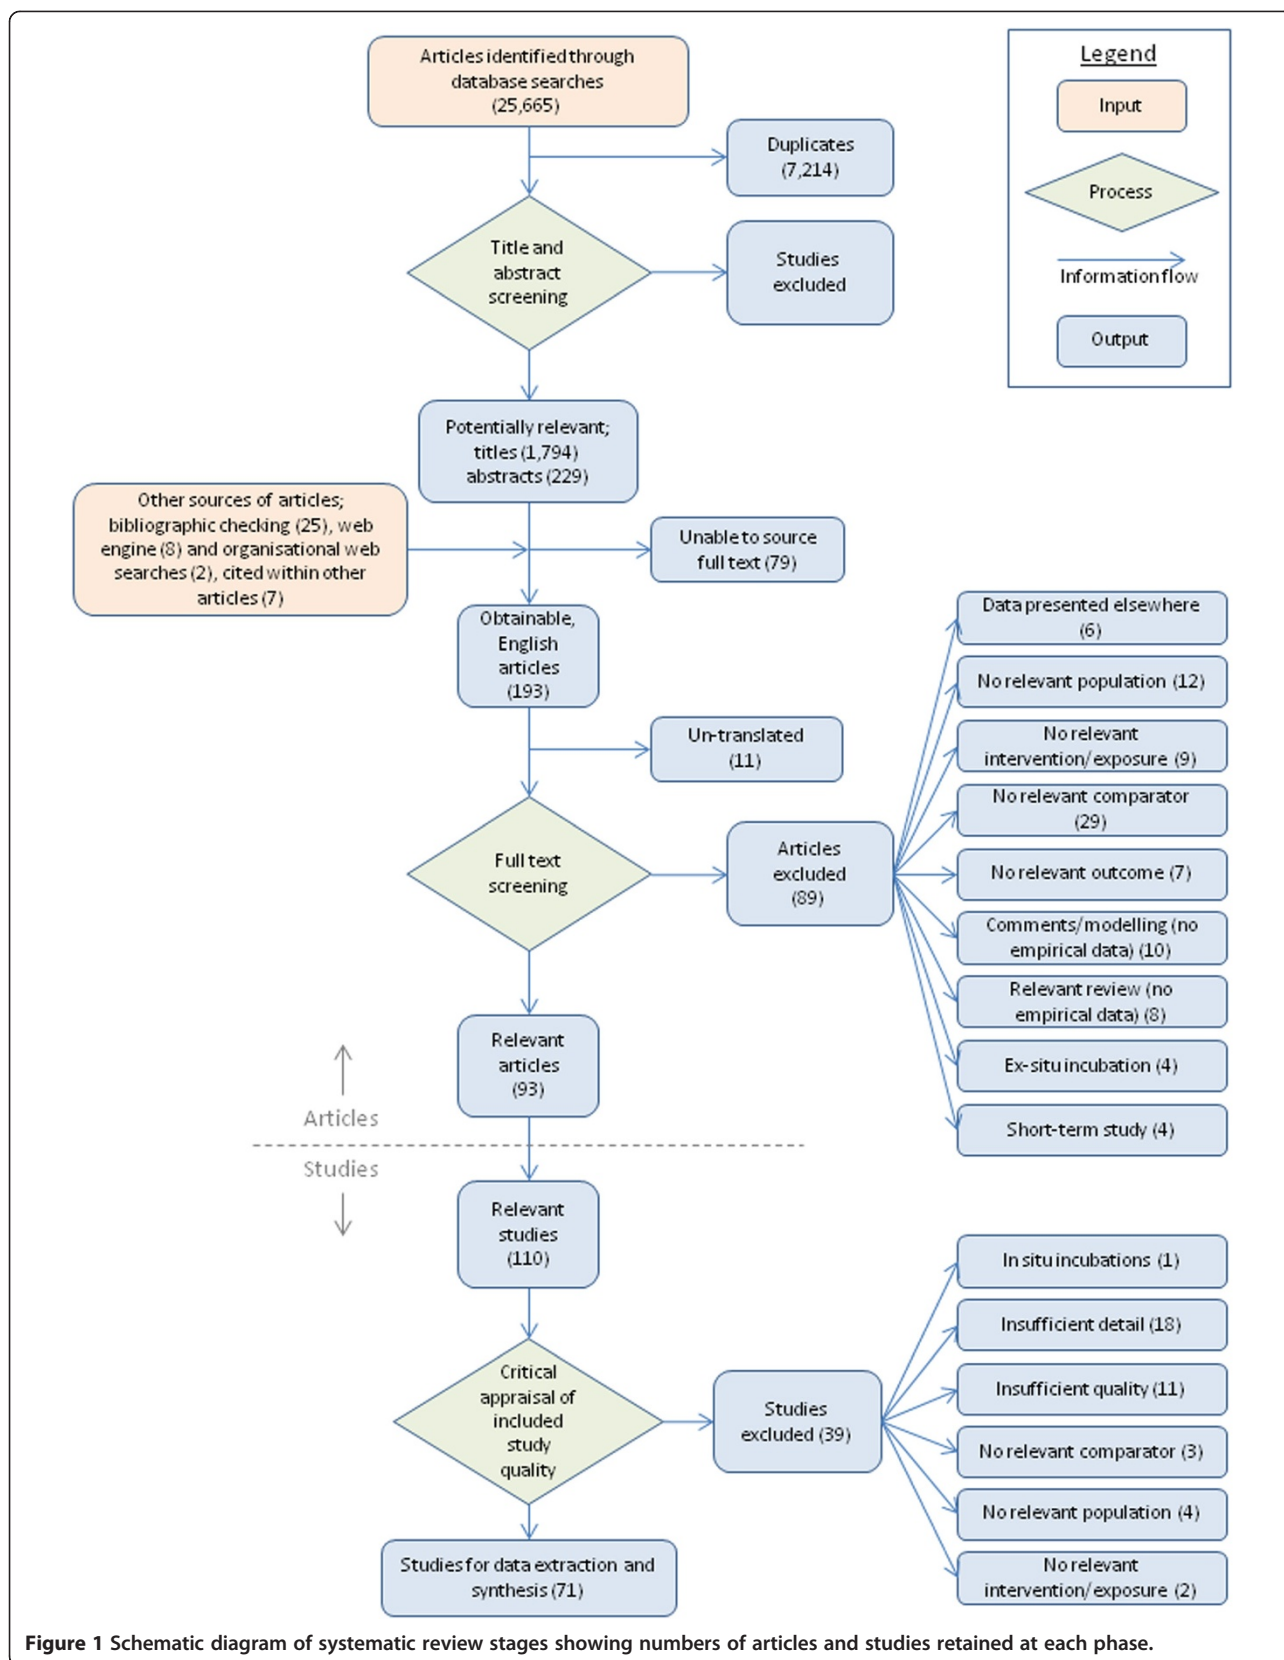 Articles identified through
database searches
(25,665)
Duplicates
(7,214)
Title and
abstract
screening
Studies
excluded
Potentially relevant;
titles (1,794)
abstracts (229)
Other sources of articles;
bibliographic checking (25), web
engine (8) and organisational web
searches (2), cited within other
articles (7)
Unable to source
full text (79)
Obtainable,
English
articles
(193)
Un-translated
(11)
Full text
screening
Articles
excluded
(89)
Data presented elsewhere
(6)
No relevant population (12)
No relevant
intervention/exposure (9)
No relevant comparator
(29)
No relevant outcome (7)
Comments/modelling (no
empirical data) (10)
Relevant review (no
empirical data) (8)
Ex-situ incubation (4)
Short-term study (4)
Relevant
articles
(93)
Articles
Studies
Relevant
studies
(110)
Critical
appraisal of
included
study
quality
Studies
excluded (39)
In situ incubations (1)
Insufficient detail (18)
Insufficient quality (11)
No relevant comparator (3)
No relevant population (4)
No relevant
intervention/exposure (2)
Studies for data extraction and
synthesis (71)
Legend
Input
Process
Information flow
Output
Figure 1 Schematic diagram of systematic review stages showing numbers of articles and studies retained at each phase.